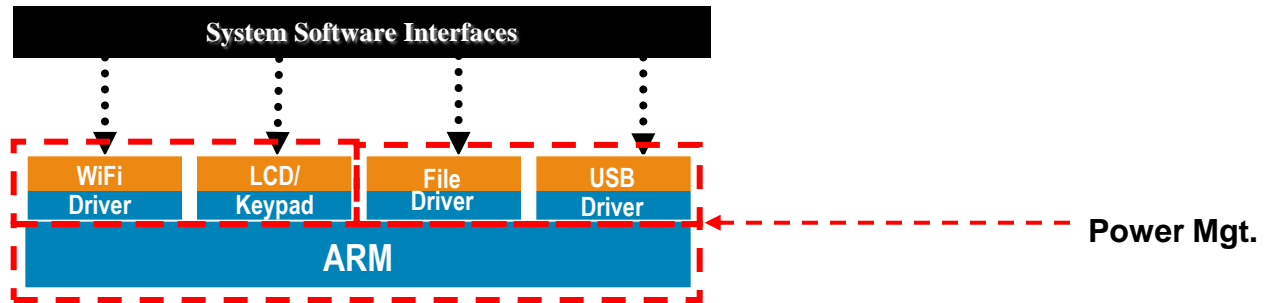 System Software Interfaces
WiFi
Driver
LCD/
Keypad
File
Driver
USB
Driver
Power Mgt.
ARM